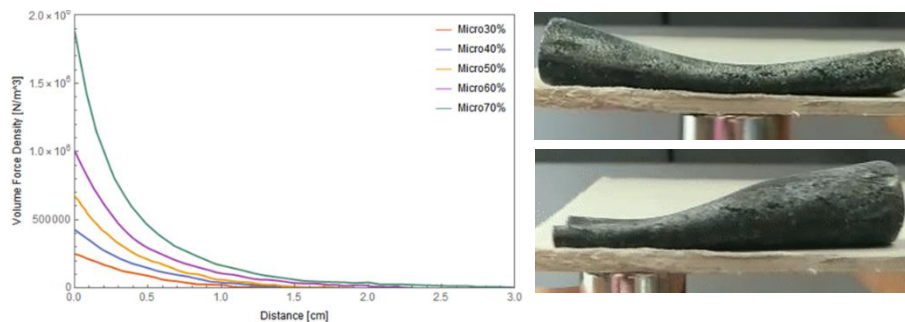 2.0×10⁶
1.5×10⁶
1.0×10⁶
500000
0
0.0 0.5 1.0 1.5 2.0 2.5 3.0
Distance [cm]
Volume Force Density [N/m^3]
Micro30%
Micro40%
Micro50%
Micro60%
Micro70%